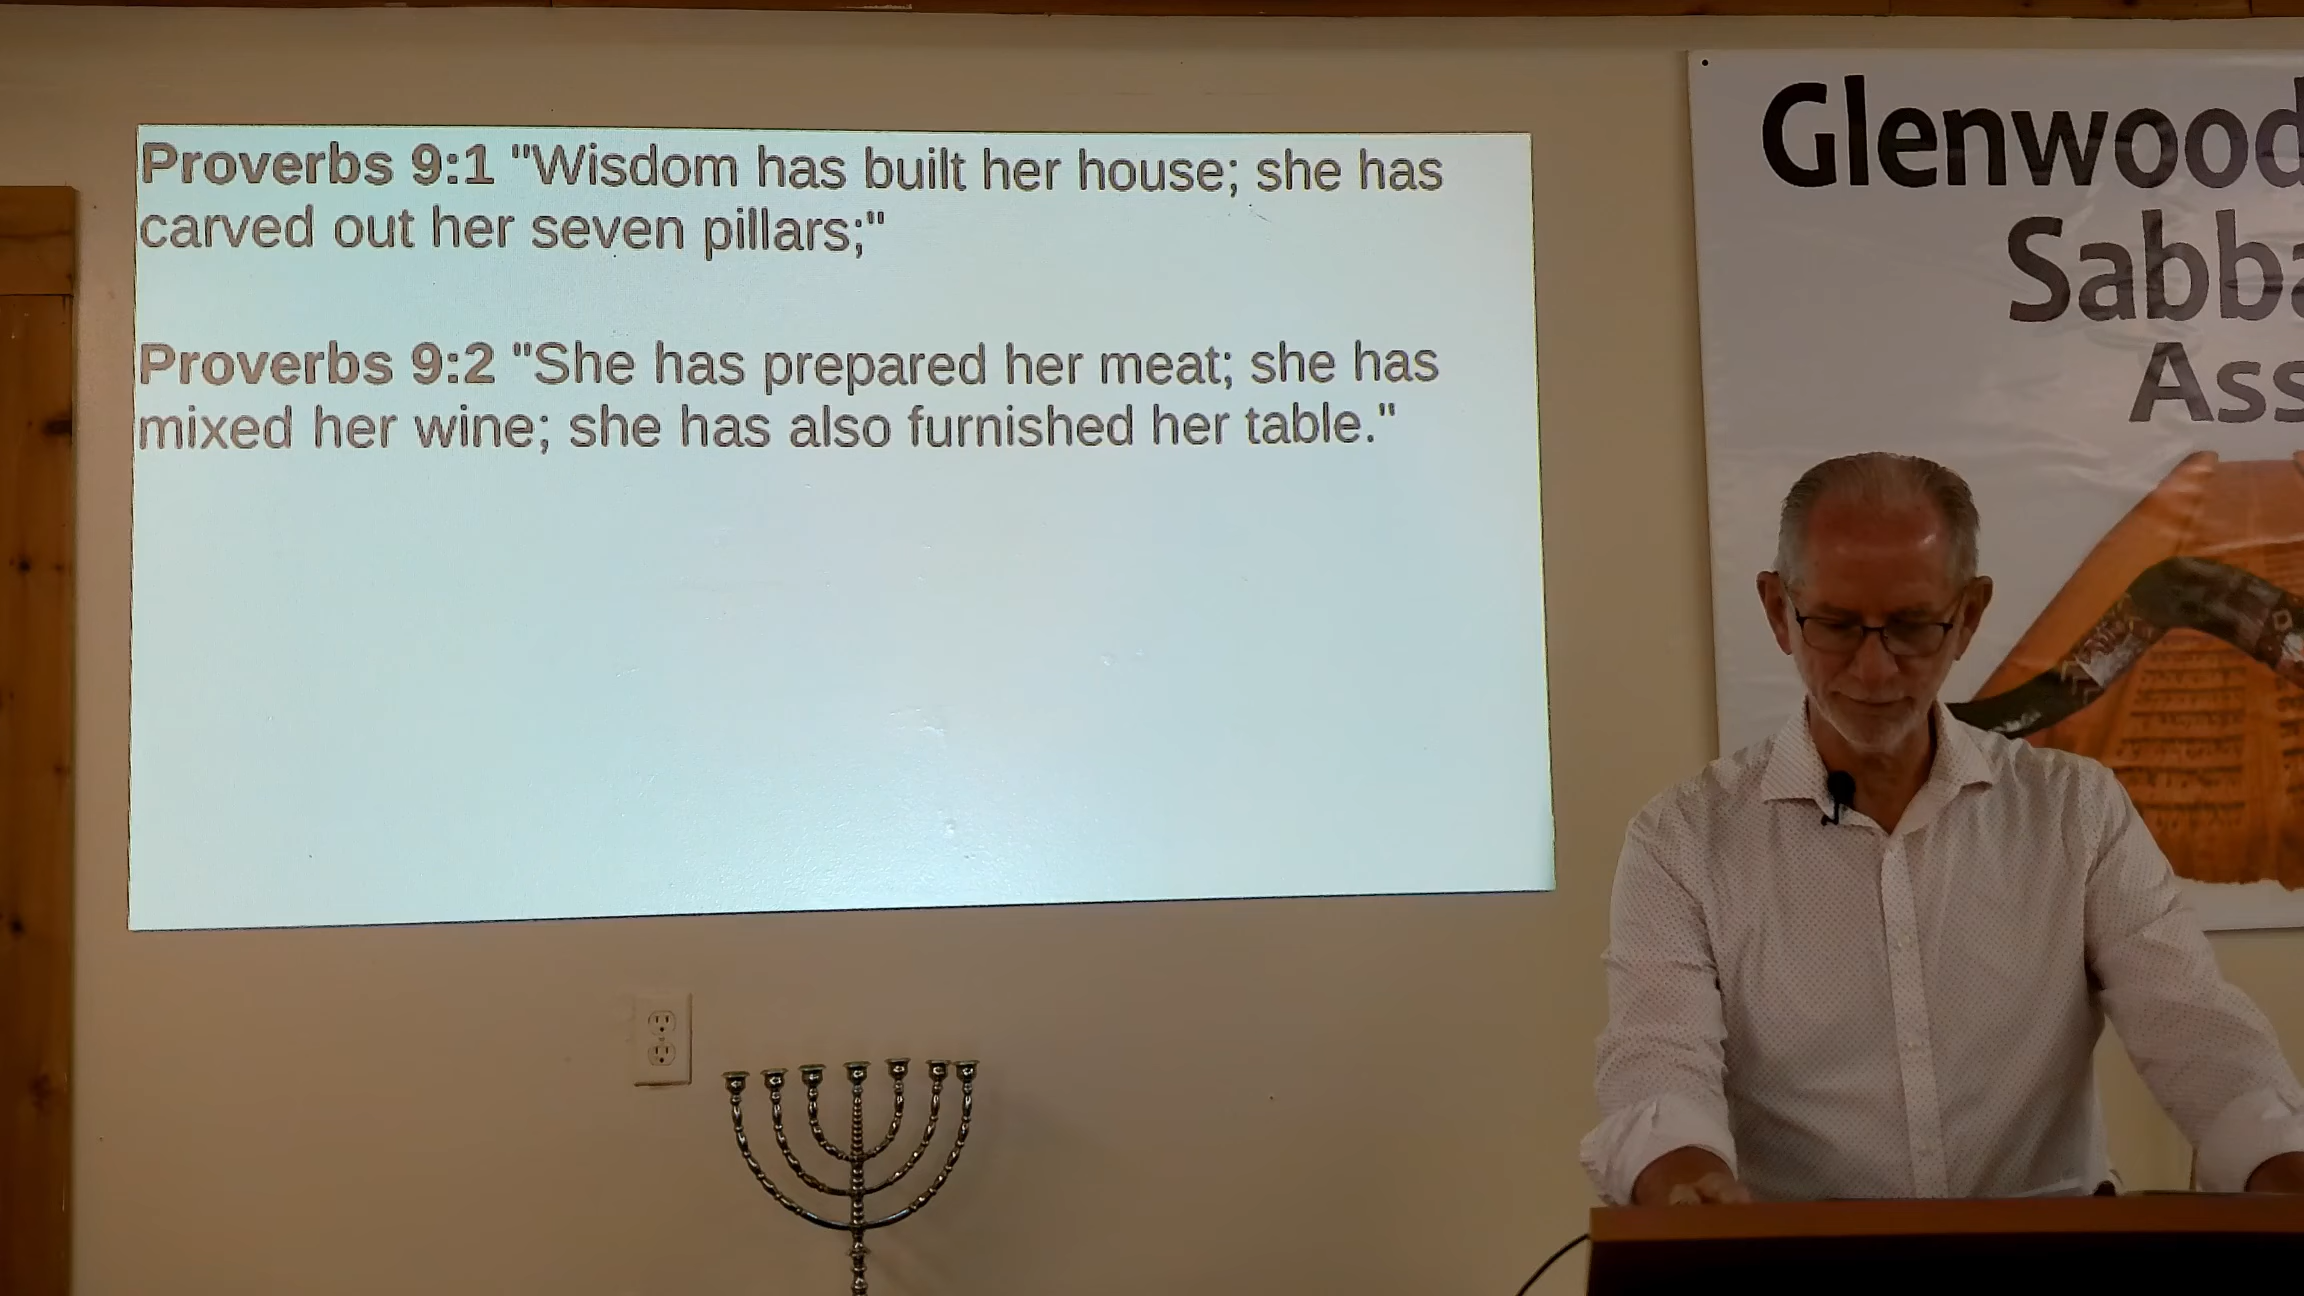 Proverbs 9:1 "Wisdom has built her house; she has
carved out her seven pillars;"
Proverbs 9:2 "She has prepared her meat; she has
mixed her wine; she has also furnished her table."
Glenwood
Sabba
Ass